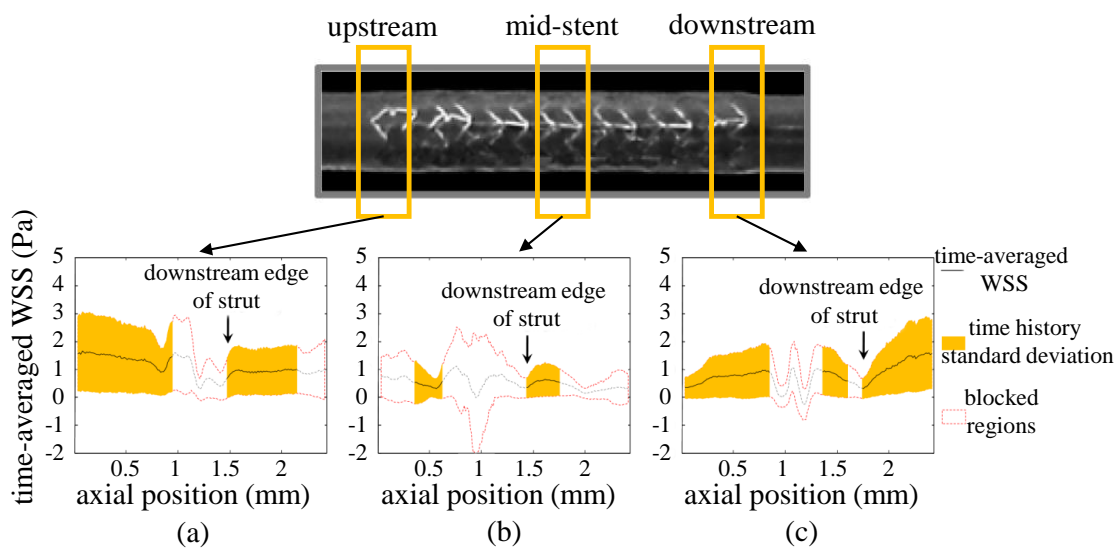 upstream
mid-stent
downstream
time-averaged WSS (Pa)
5
4
3
2
1
0
-1
-2
downstream edge
of strut
0.5
1
1.5
2
axial position (mm)
(a)
5
4
3
2
1
0
-1
-2
downstream edge
of strut
0.5
1
1.5
2
axial position (mm)
(b)
5
4
3
2
1
0
-1
-2
downstream edge
of strut
0.5
1
1.5
2
axial position (mm)
(c)
time-averaged
WSS
time history
standard deviation
blocked
regions